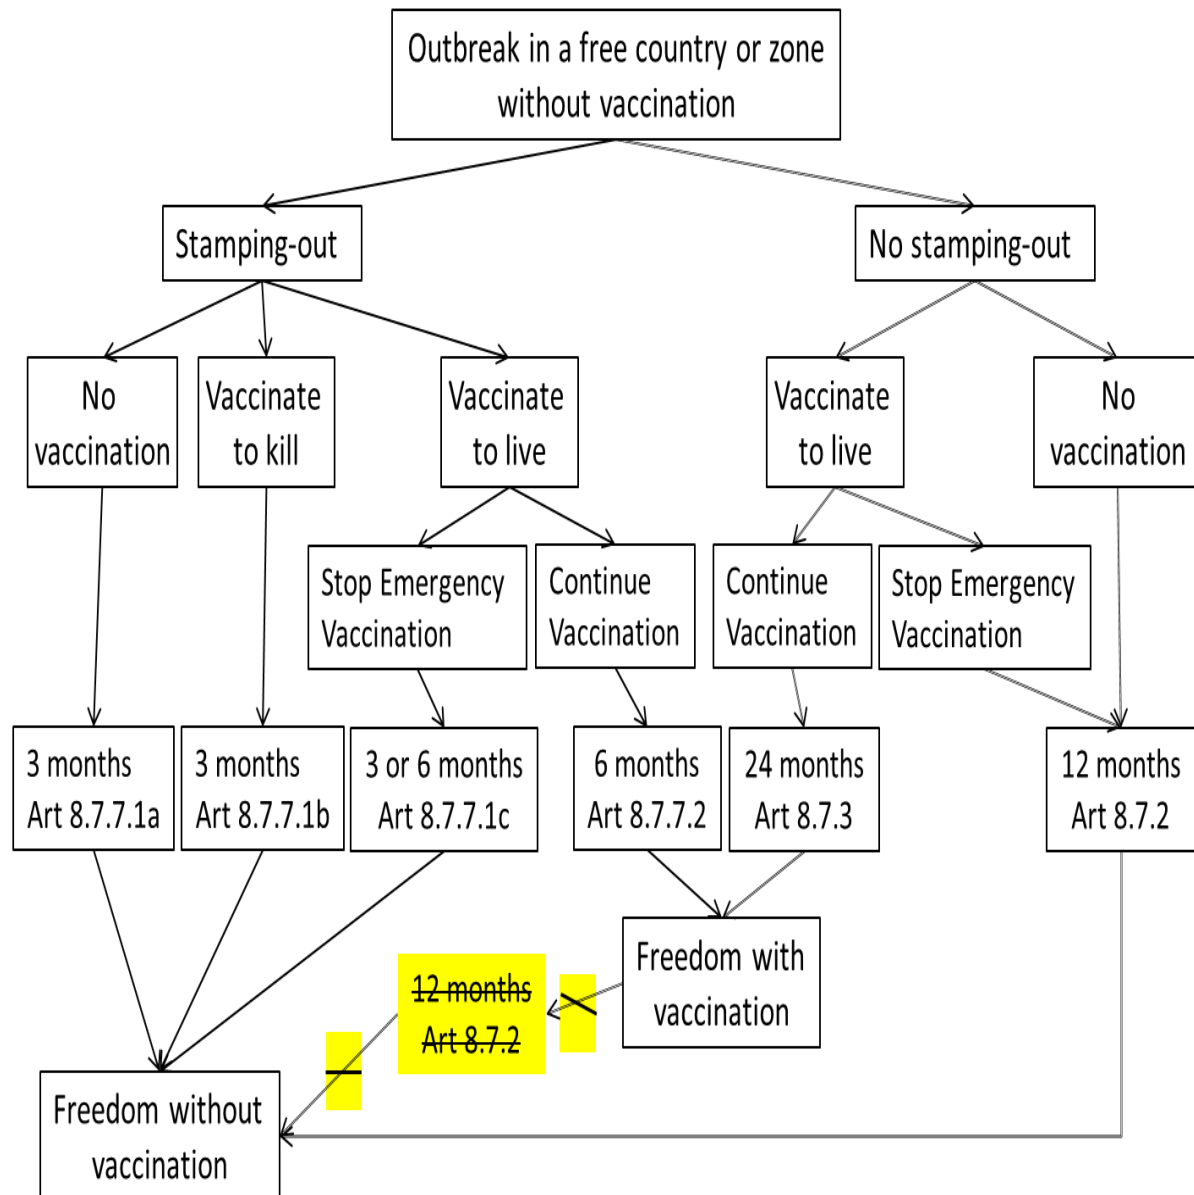 Outbreak in a free country or zone
without vaccination
Stamping-out
No stamping-out
No
vaccination
Vaccinate
to kill
Vaccinate
to live
Vaccinate
to live
No
vaccination
Stop Emergency
Vaccination
Continue
Vaccination
Continue
Vaccination
Stop Emergency
Vaccination
3 months
Art 8.7.7.1a
3 months
Art 8.7.7.1b
3 or 6 months
Art 8.7.7.1c
6 months
Art 8.7.7.2
24 months
Art 8.7.3
12 months
Art 8.7.2
Freedom with
vaccination
12 months
Art 8.7.2
Freedom without
vaccination